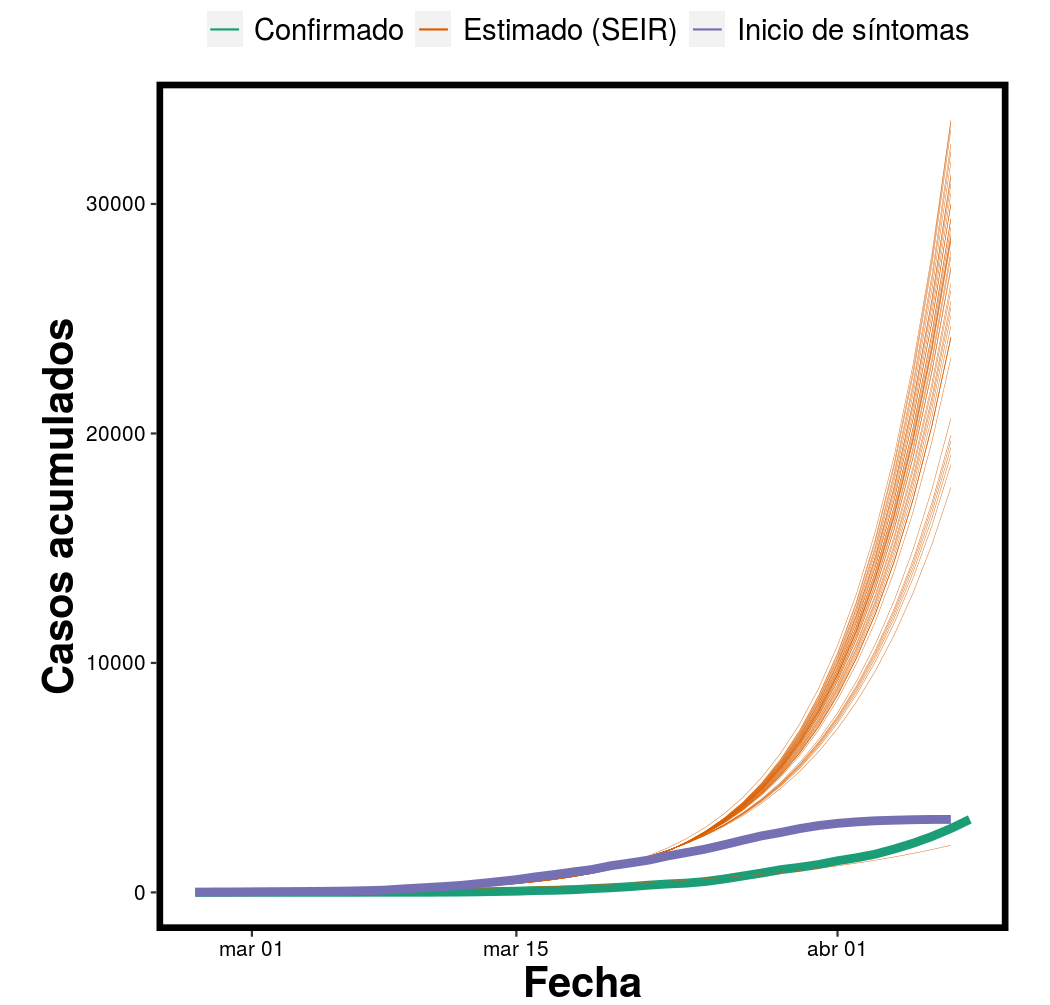 Confirmado Estimado (SEIR) Inicio de síntomas
Casos acumulados
30000
20000
10000
0
mar 01 mar 15 abr 01
Fecha